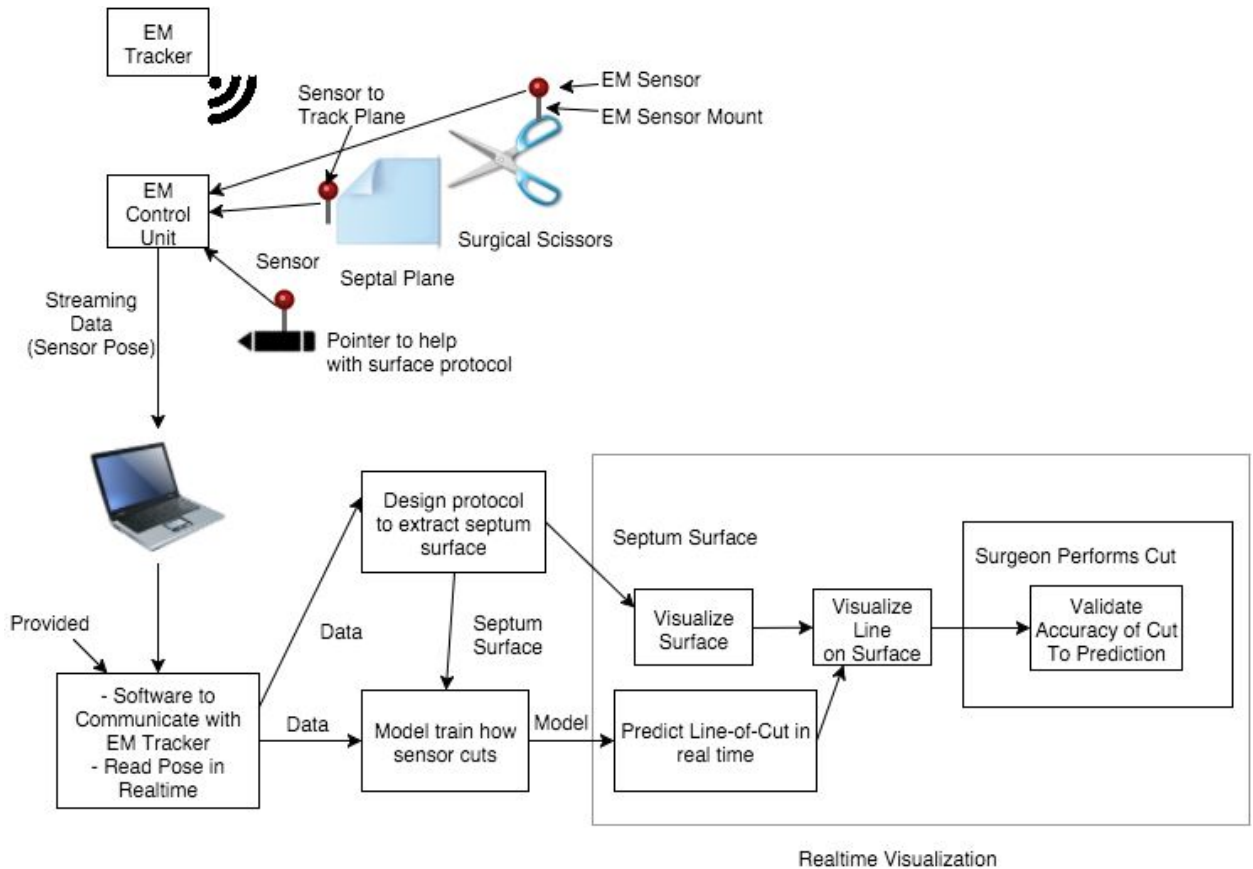 EM
Tracker
Sensor to
Track Plane
EM Sensor
EM Sensor Mount
EM
Control
Unit
Surgical Scissors
Sensor
Septal Plane
Streaming
Data
(Sensor Pose)
Pointer to help
with surface protocol
Design protocol
to extract septum
surface
Septum Surface
Surgeon Performs Cut
Provided
Data
Septum
Surface
Visualize
Surface
Visualize
Line
on Surface
Validate
Accuracy of Cut
To Prediction
- Software to
Communicate with
EM Tracker
- Read Pose in
Realtime
Data
Model train how
sensor cuts
Model
Predict Line-of-Cut in
real time
Realtime Visualization